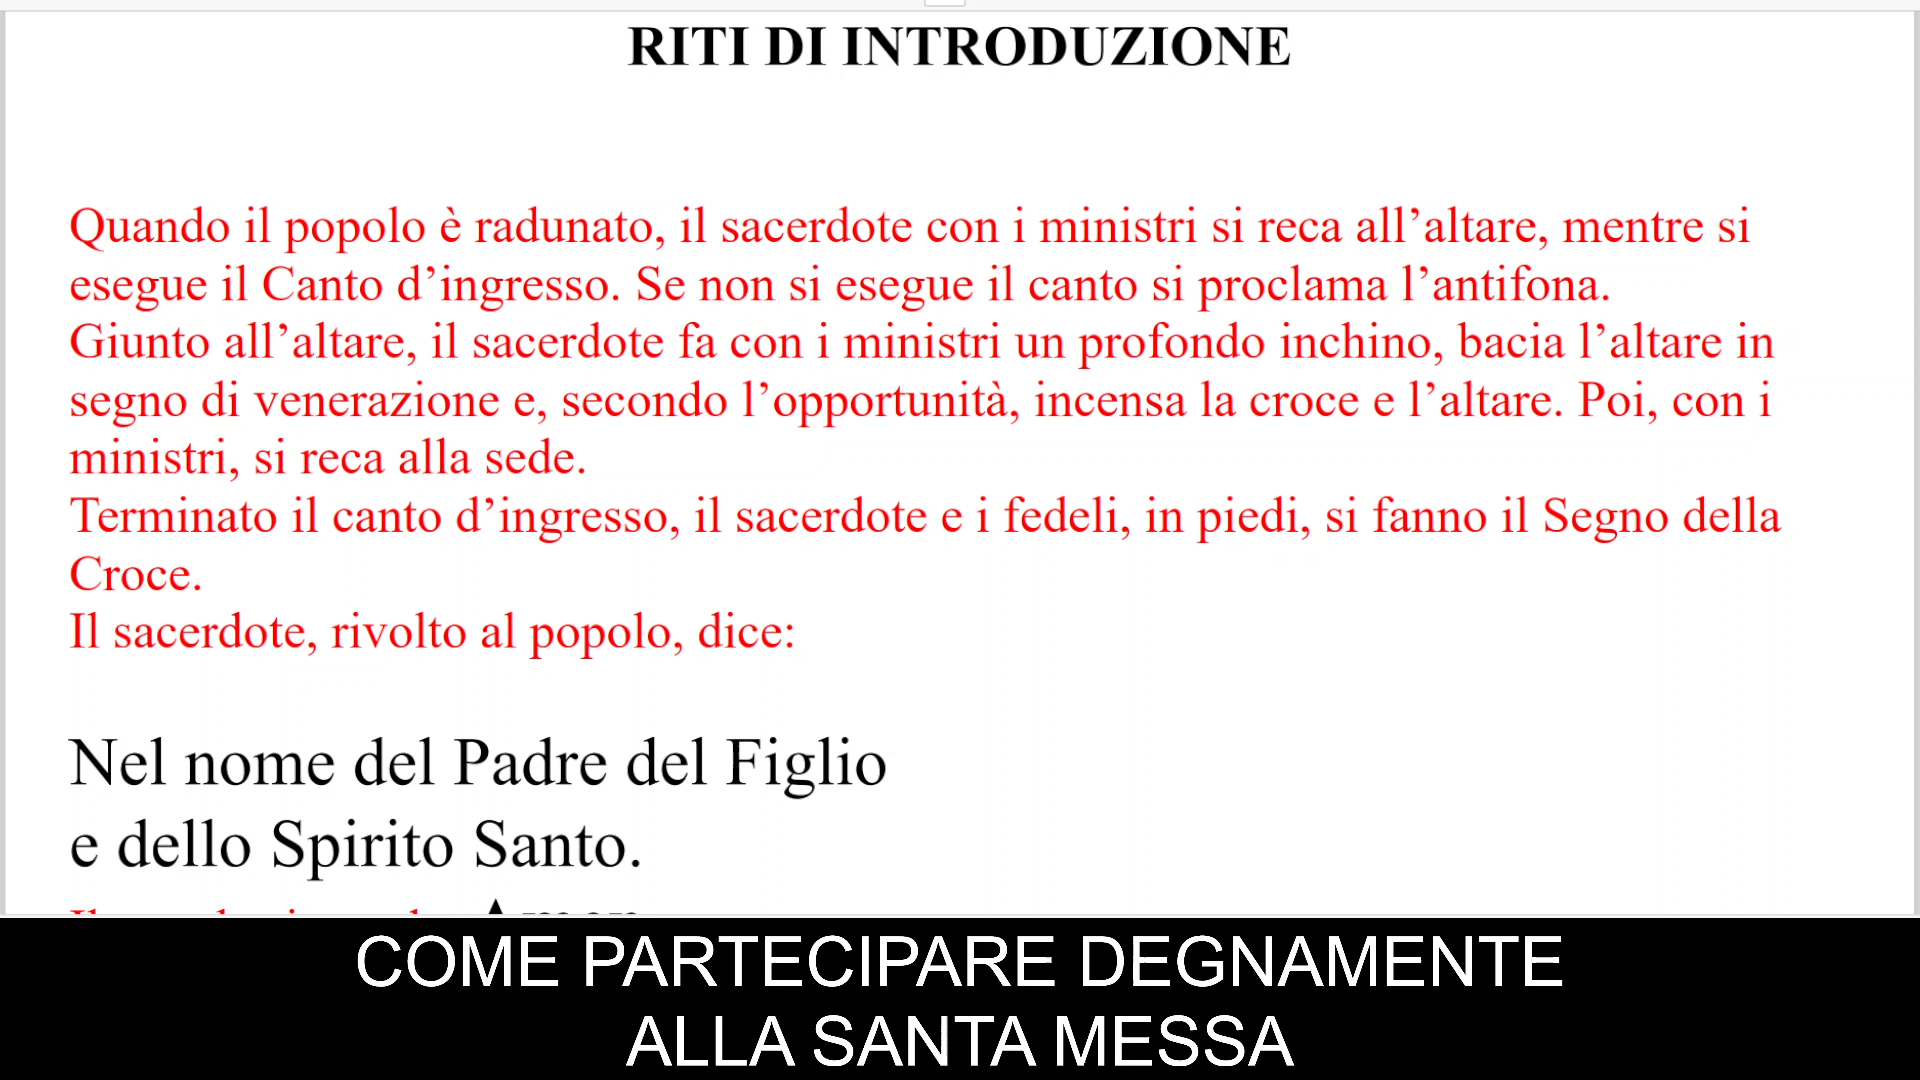 RITI DI INTRODUZIONE
Quando il popolo è radunato, il sacerdote con i ministri si reca all’altare, mentre si
esegue il Canto d’ingresso. Se non si esegue il canto si proclama l’antifona.
Giunto all’altare, il sacerdote fa con i ministri un profondo inchino, bacia l’altare in
segno di venerazione e, secondo l’opportunità, incensa la croce e l’altare. Poi, con i
ministri, si reca alla sede.
Terminato il canto d’ingresso, il sacerdote e i fedeli, in piedi, si fanno il Segno della
Croce.
Il sacerdote, rivolto al popolo, dice:
Nel nome del Padre del Figlio
e dello Spirito Santo.
COME PARTECIPARE DEGNAMENTE
ALLA SANTA MESSA